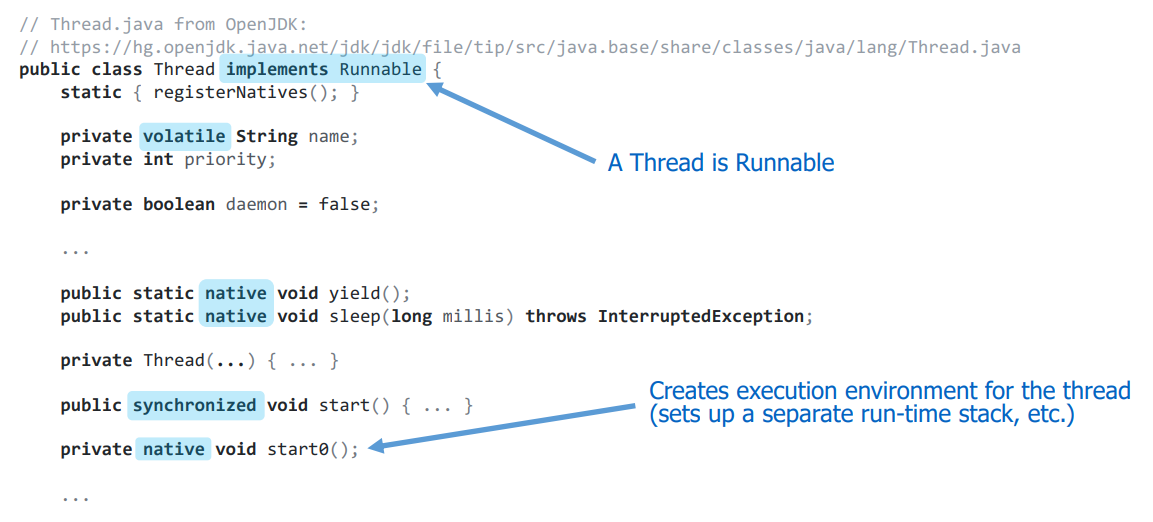 // Thread.java from OpenJDK:
// https://hg.openjdk.java.net/jdk/jdk/file/tip/src/java.base/share/classes/java/lang/Thread.java
public class Thread implements Runnable {
    static { registerNatives(); }
    private volatile String name;
    private int priority;
A Thread is Runnable
    private boolean daemon = false;
    ...
    public static native void yield();
    public static native void sleep(long millis) throws InterruptedException;
    private Thread(...) { ... }
    public synchronized void start() { ... }
Creates execution environment for the thread
(sets up a separate run-time stack, etc.)
    private native void start0();
    ...